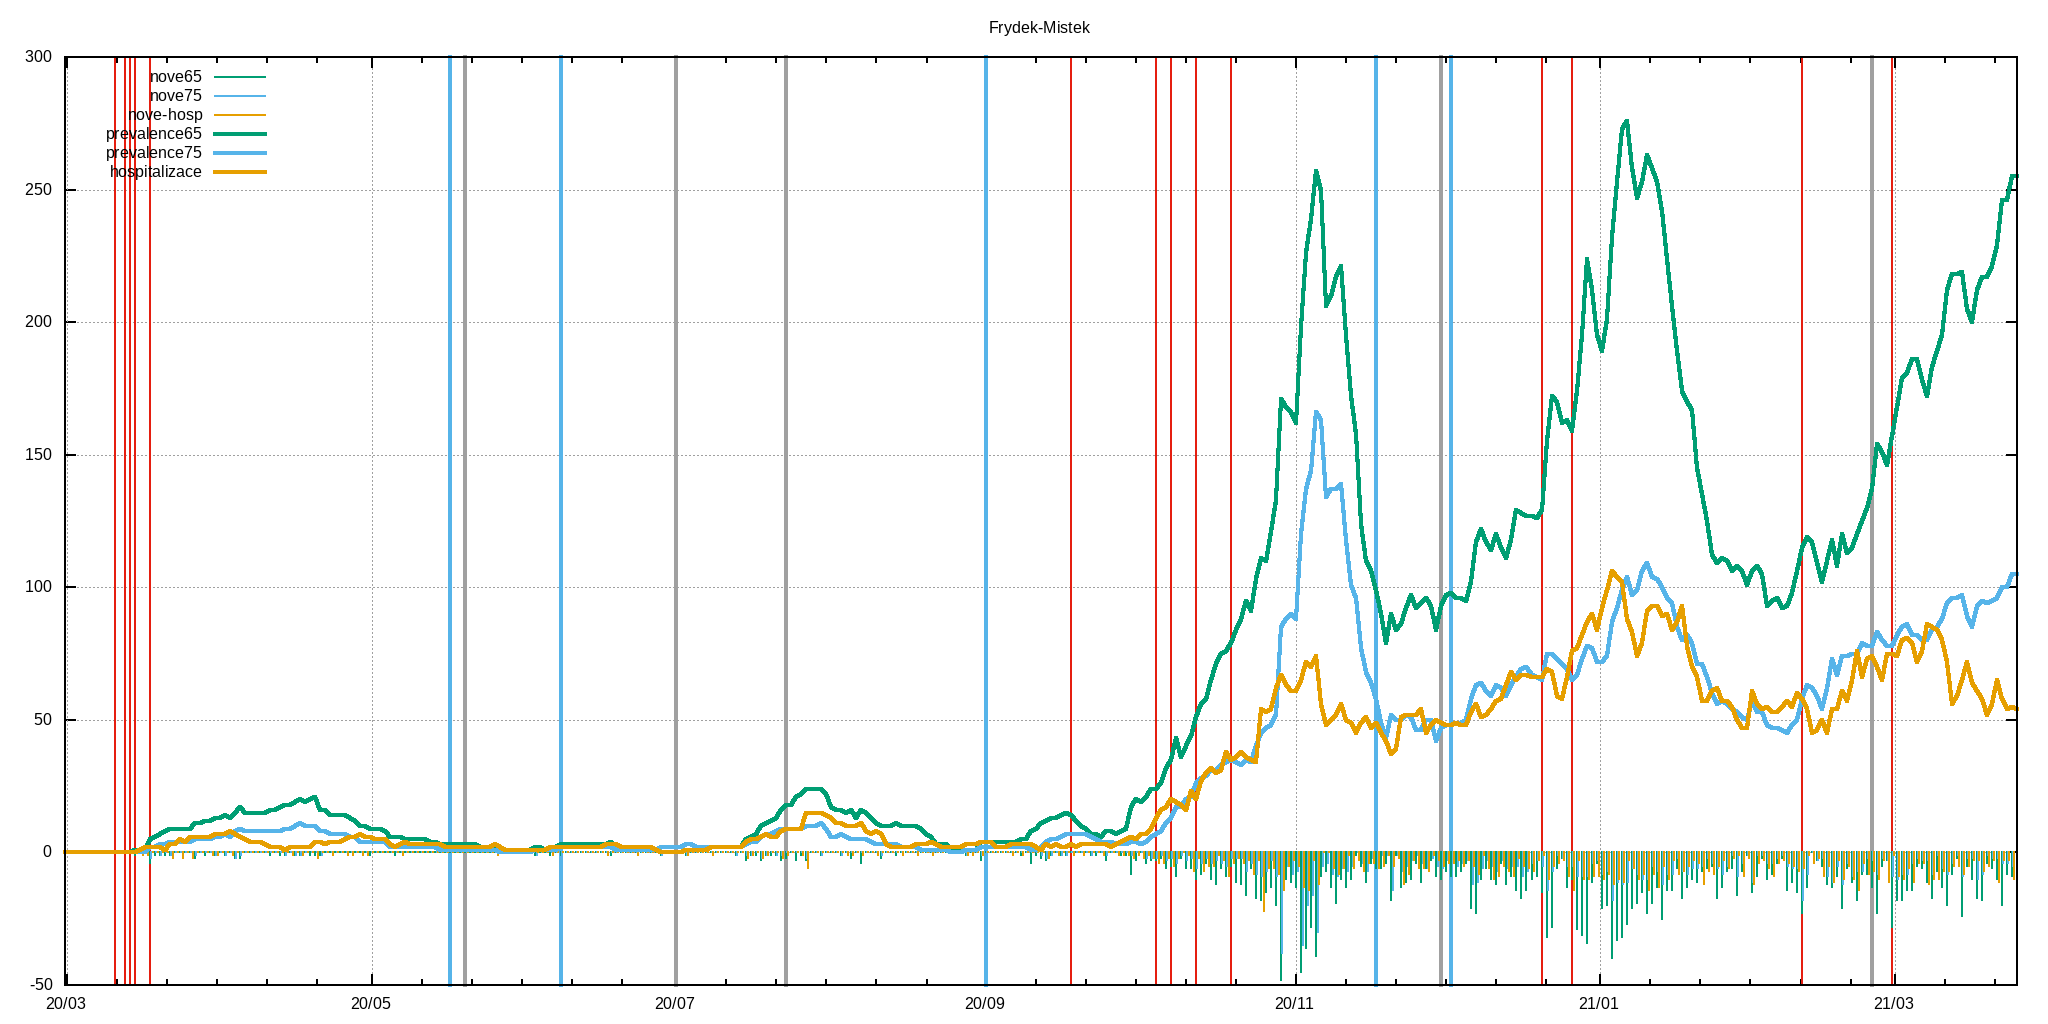 Frydek-Mistek
300
nove65
nove75
nove-hosp
prevalence65
prevalence75
hospitalizace
250
200
150
100
50
0
-50
20/03 20/05 20/07 20/09 20/11 21/01 21/03